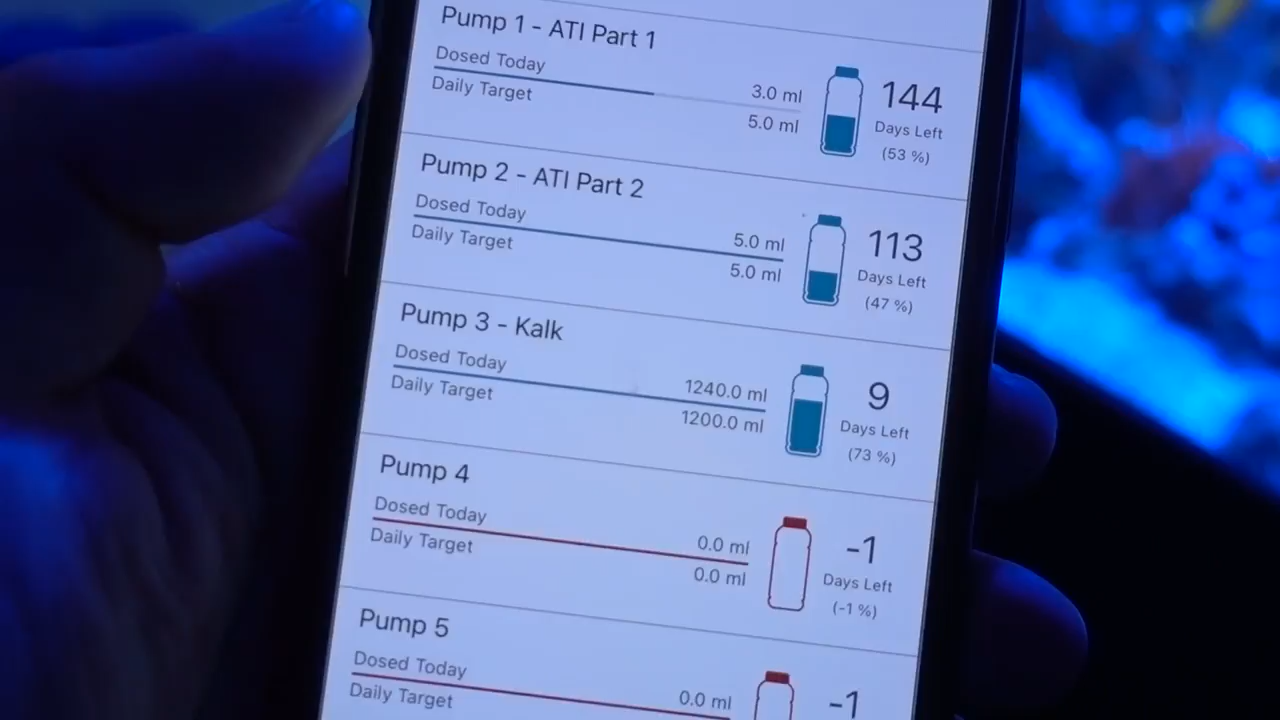 Pump 1 - ATI Part 1
Dosed Today
3.0 ml
Daily Target
5.0 ml
144
Days Left
(53 %)
Pump 2 - ATI Part 2
Dosed Today
5.0 ml
Daily Target
5.0 ml
113
Days Left
(47 %)
Pump 3 - Kalk
Dosed Today
1240.0 ml
Daily Target
1200.0 ml
9
Days Left
(73 %)
Pump 4
Dosed Today
0.0 ml
Daily Target
0.0 ml
-1
Days Left
(-1 %)
Pump 5
Dosed Today
0.0 ml
Daily Target
-1